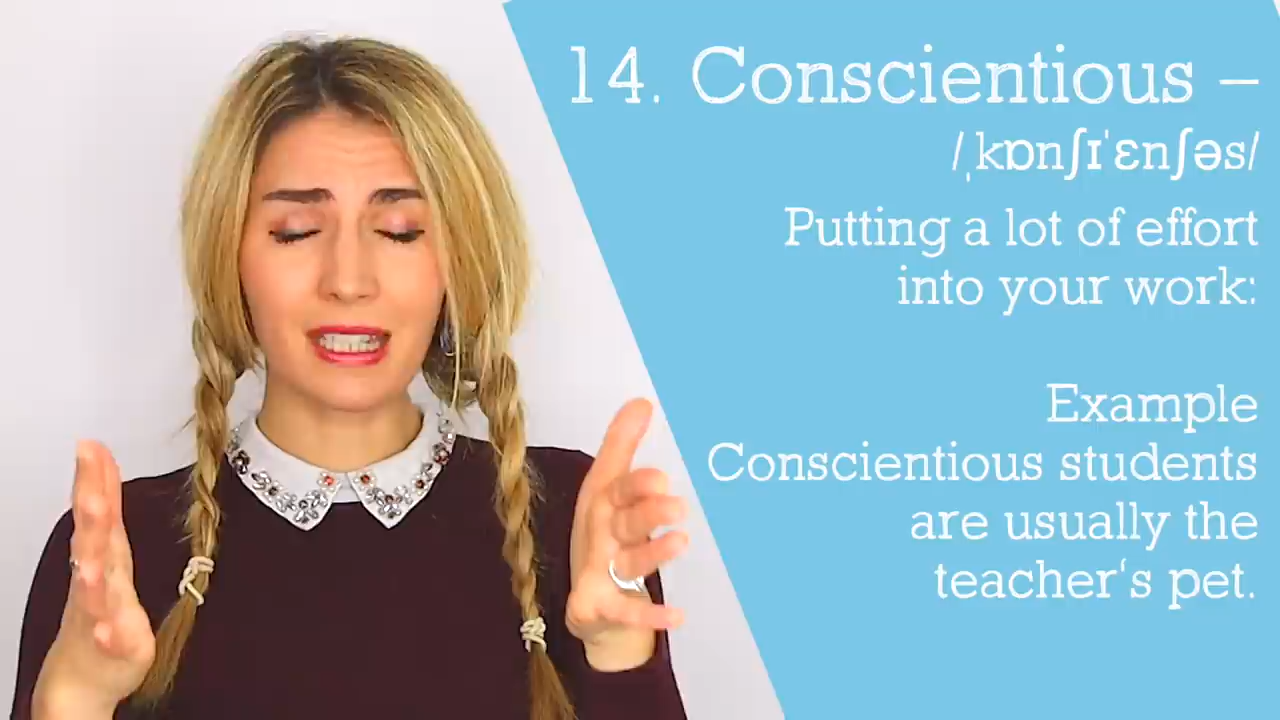 14. Conscientious –
/ˌkɒnʃɪˈɛnʃəs/
Putting a lot of effort
into your work:
Example
Conscientious students
are usually the
teacher‘s pet.